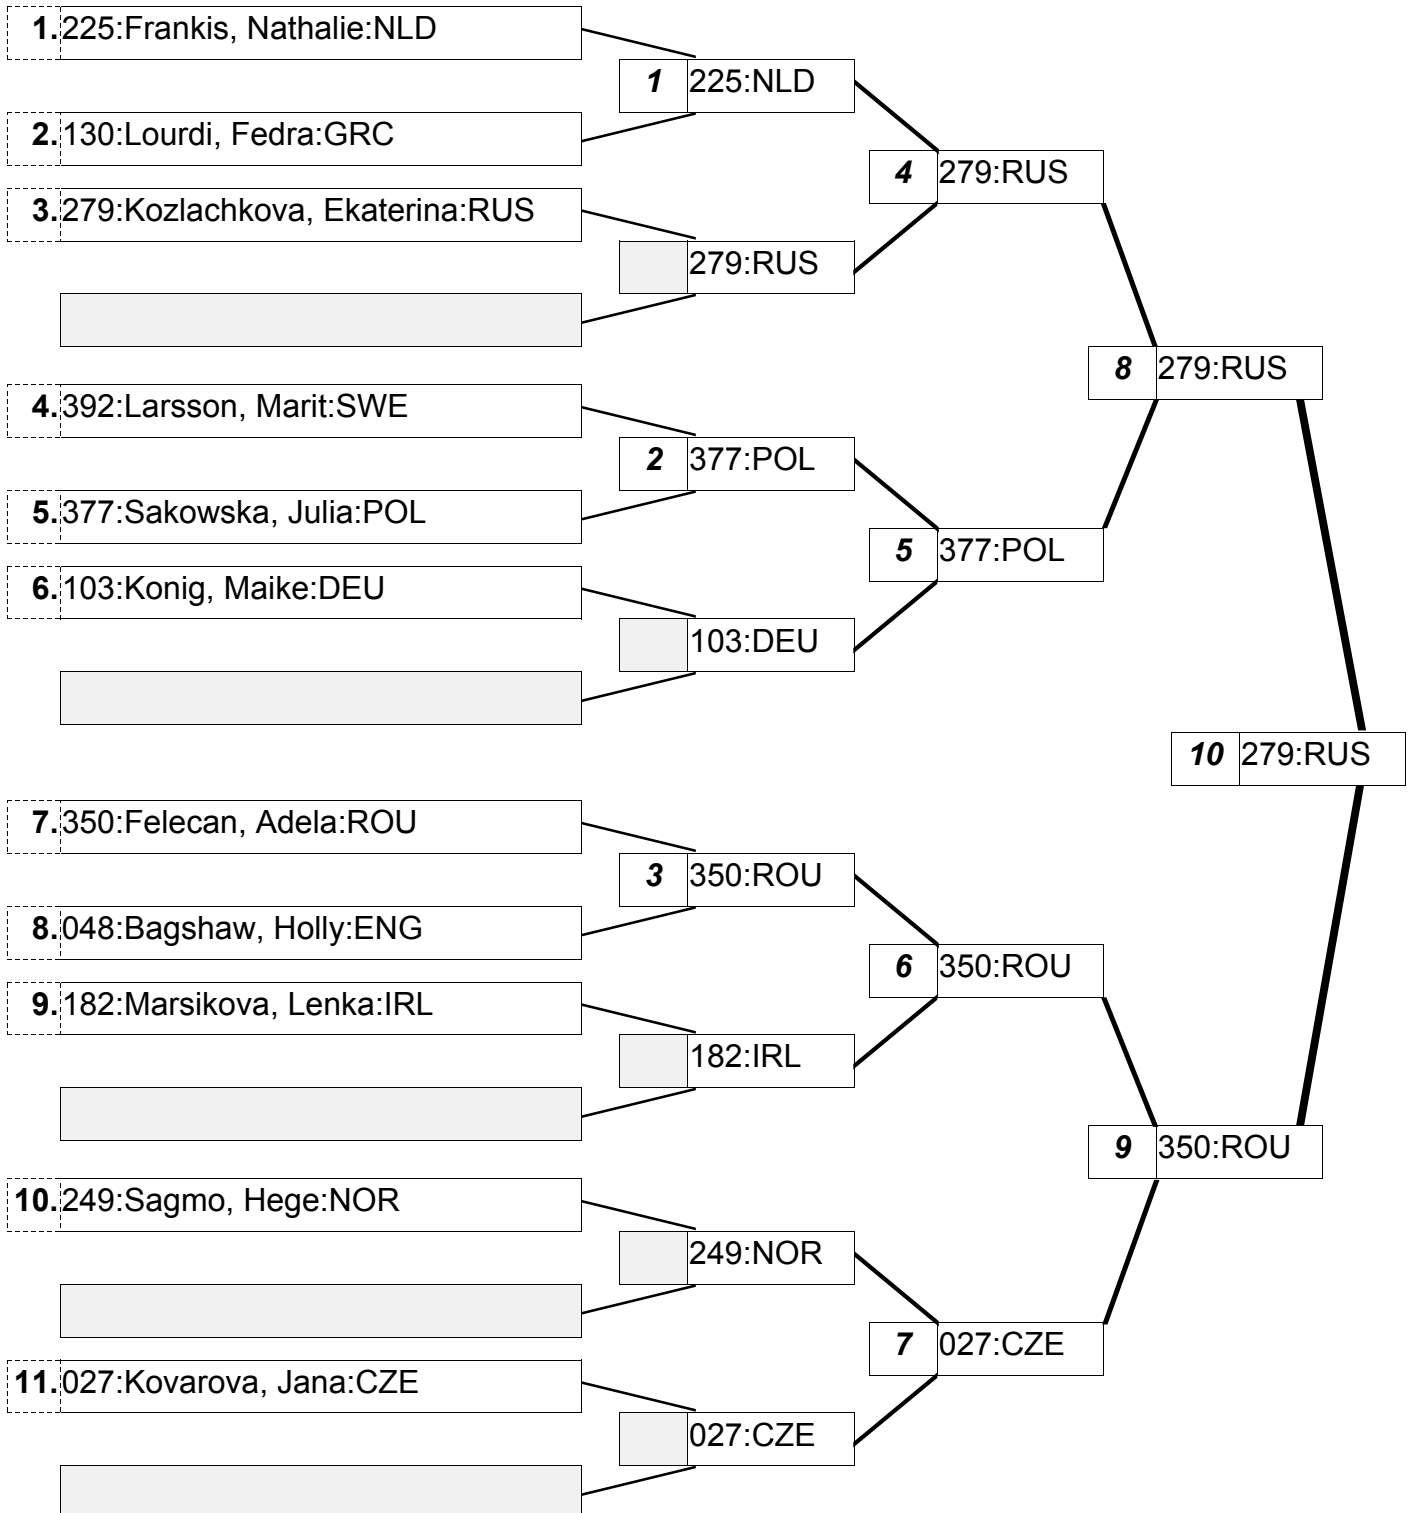 1. 225:Frankis, Nathalie:NLD
1 225:NLD
2. 130:Lourdi, Fedra:GRC
4 279:RUS
3. 279:Kozlachkova, Ekaterina:RUS
279:RUS
8 279:RUS
4. 392:Larsson, Marit:SWE
2 377:POL
5. 377:Sakowska, Julia:POL
5 377:POL
6. 103:Konig, Maike:DEU
103:DEU
10 279:RUS
7. 350:Felecan, Adela:ROU
3 350:ROU
8. 048:Bagshaw, Holly:ENG
6 350:ROU
9. 182:Marsikova, Lenka:IRL
182:IRL
9 350:ROU
10. 249:Sagmo, Hege:NOR
249:NOR
7 027:CZE
11. 027:Kovarova, Jana:CZE
027:CZE